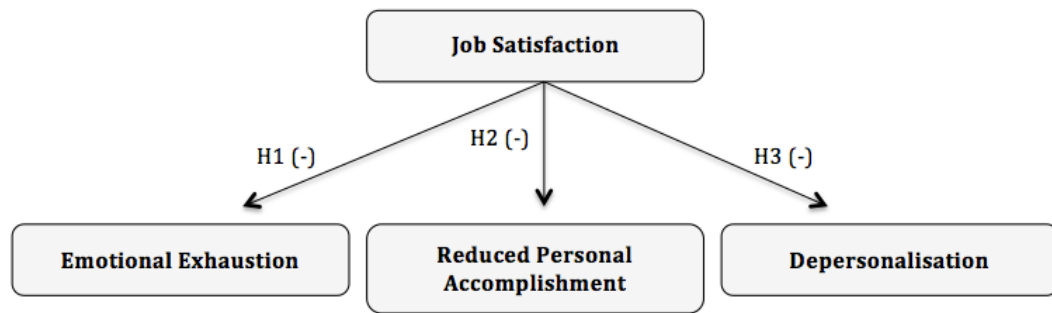 Job Satisfaction
H1 (-)
H2 (-)
H3 (-)
Emotional Exhaustion
Reduced Personal
Accomplishment
Depersonalisation